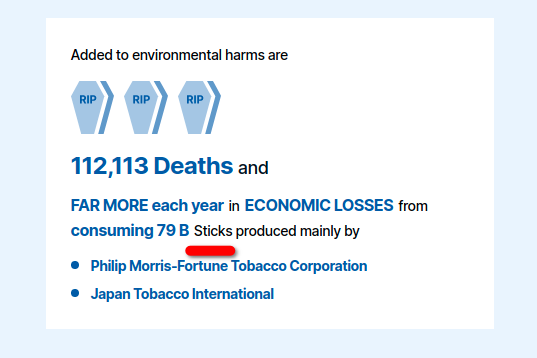 Added to environmental harms are
RIP RIP RIP
112,113 Deaths and
FAR MORE each year in ECONOMIC LOSSES from
consuming 79 B Sticks produced mainly by
Philip Morris-Fortune Tobacco Corporation
Japan Tobacco International